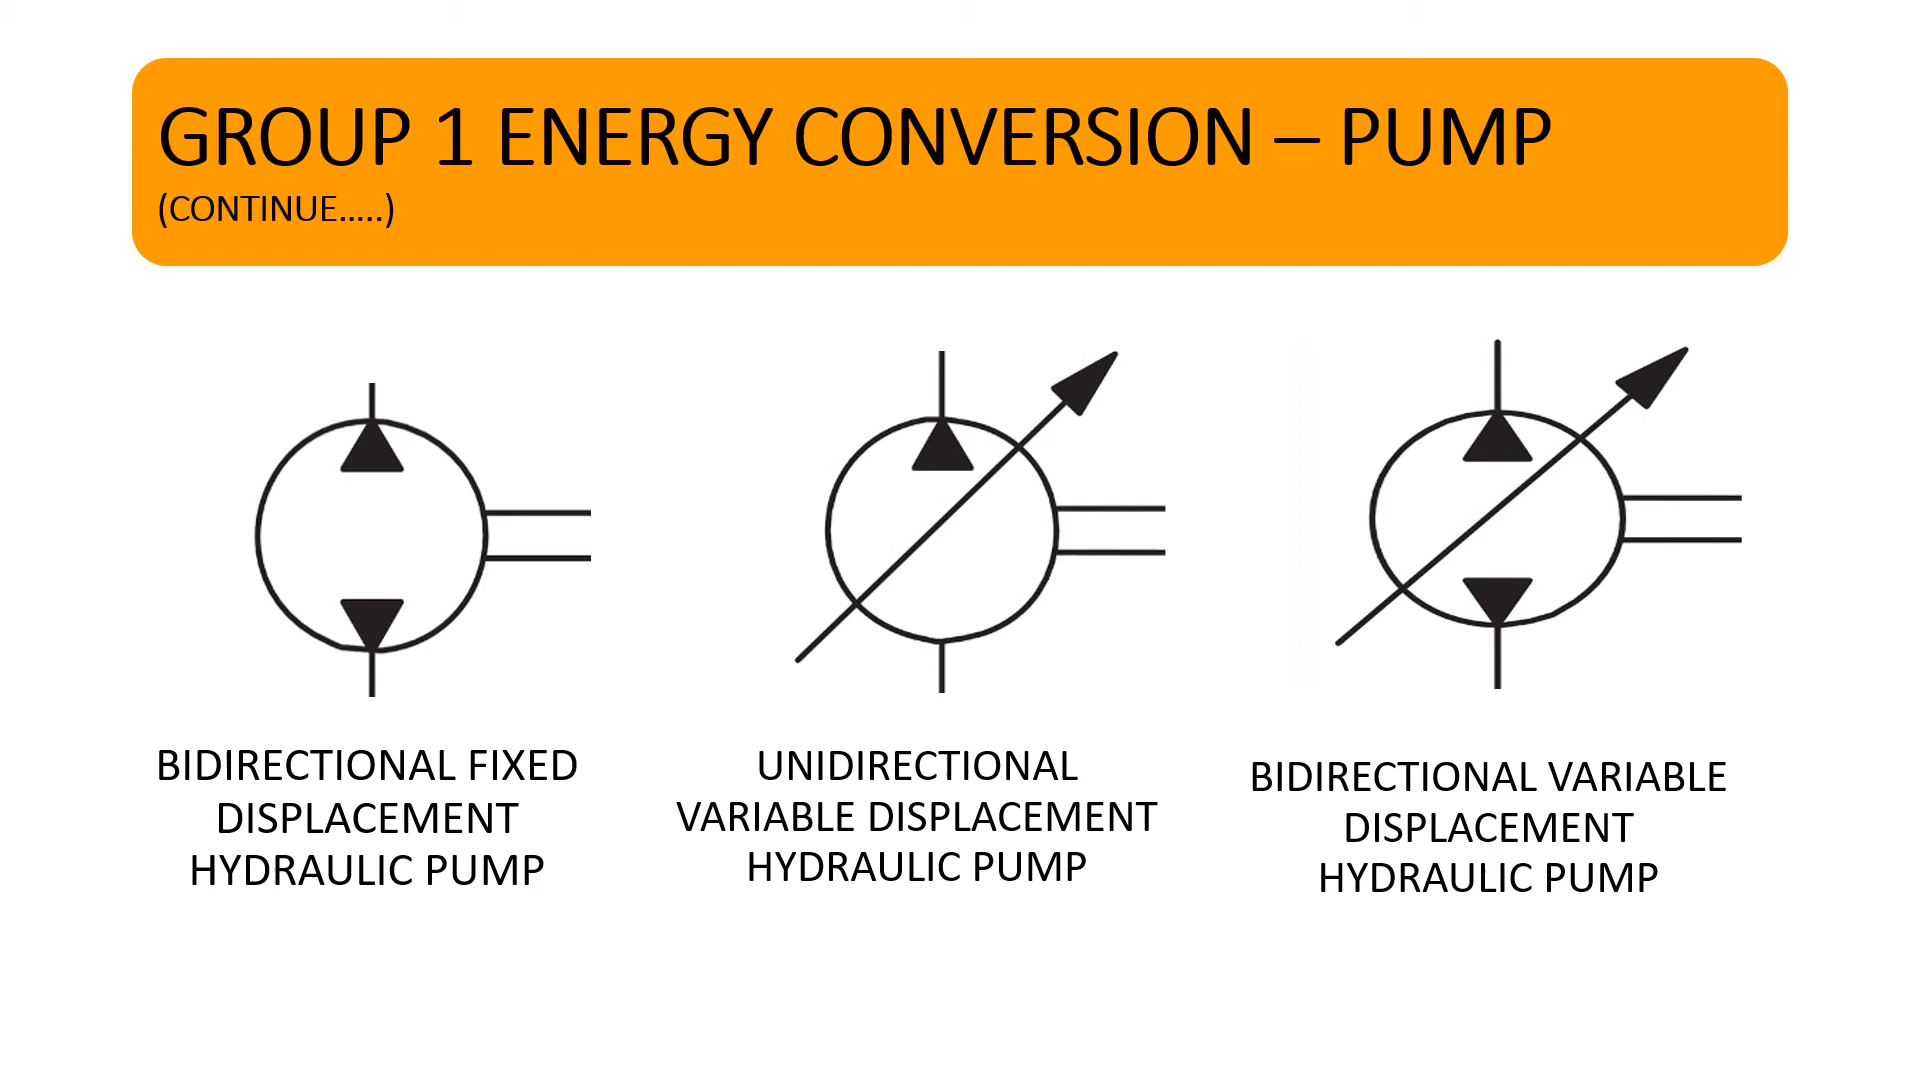 GROUP 1 ENERGY CONVERSION – PUMP
(CONTINUE.....)
BIDIRECTIONAL FIXED
DISPLACEMENT
HYDRAULIC PUMP
UNIDIRECTIONAL
VARIABLE DISPLACEMENT
HYDRAULIC PUMP
BIDIRECTIONAL VARIABLE
DISPLACEMENT
HYDRAULIC PUMP